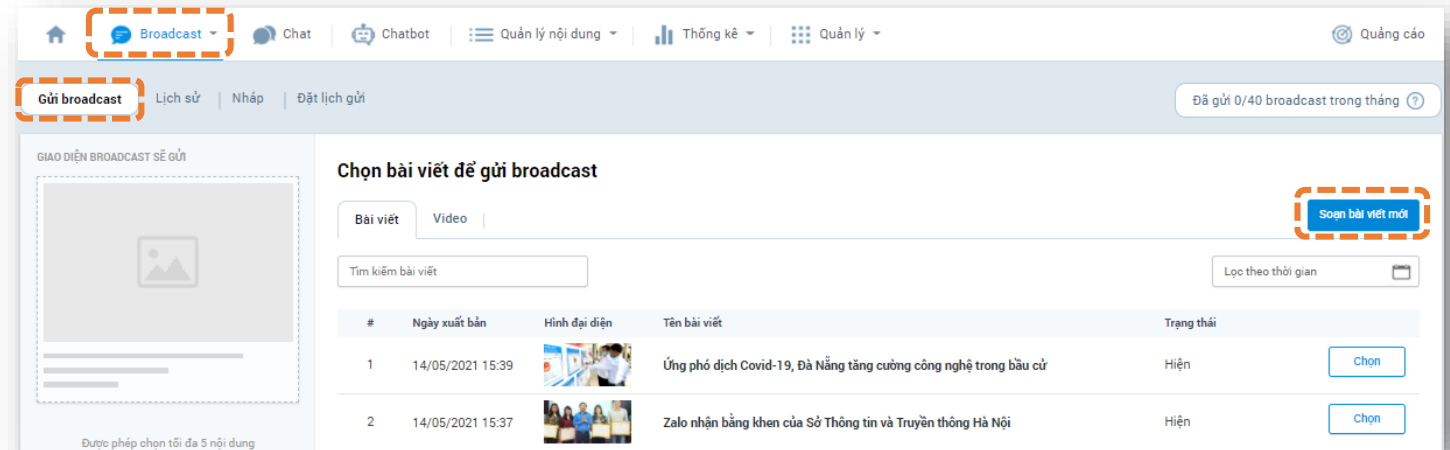 Broadcast Chat Chatbot Quản lý nội dung Thống kê Quản lý Quảng cáo
Gửi broadcast Lịch sử | Nháp | Đặt lịch gửi Đã gửi 0/40 broadcast trong tháng ?
GIAO DIỆN BROADCAST SẼ GỬI
Chọn bài viết để gửi broadcast
Bài viết Video Soạn bài viết mới
Tìm kiếm bài viết Lọc theo thời gian
# Ngày xuất bản Hình đại diện Tên bài viết Trạng thái
1 14/05/2021 15:39 Ứng phó dịch Covid-19, Đà Nẵng tăng cường công nghệ trong bầu cử Hiện Chọn
2 14/05/2021 15:37 Zalo nhận bằng khen của Sở Thông tin và Truyền thông Hà Nội Hiện Chọn
Được phép chọn tối đa 5 nội dung